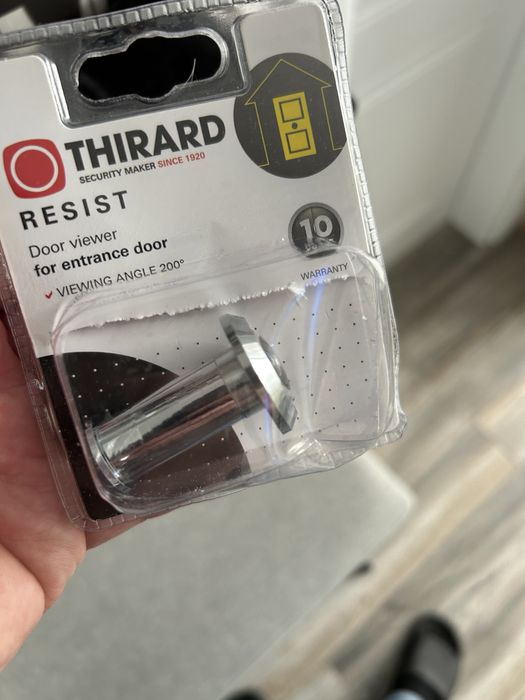 THIRARD
SECURITY MAKER SINCE 1920
RESIST
Door viewer
for entrance door
VIEWING ANGLE 200°
10
WARRANTY